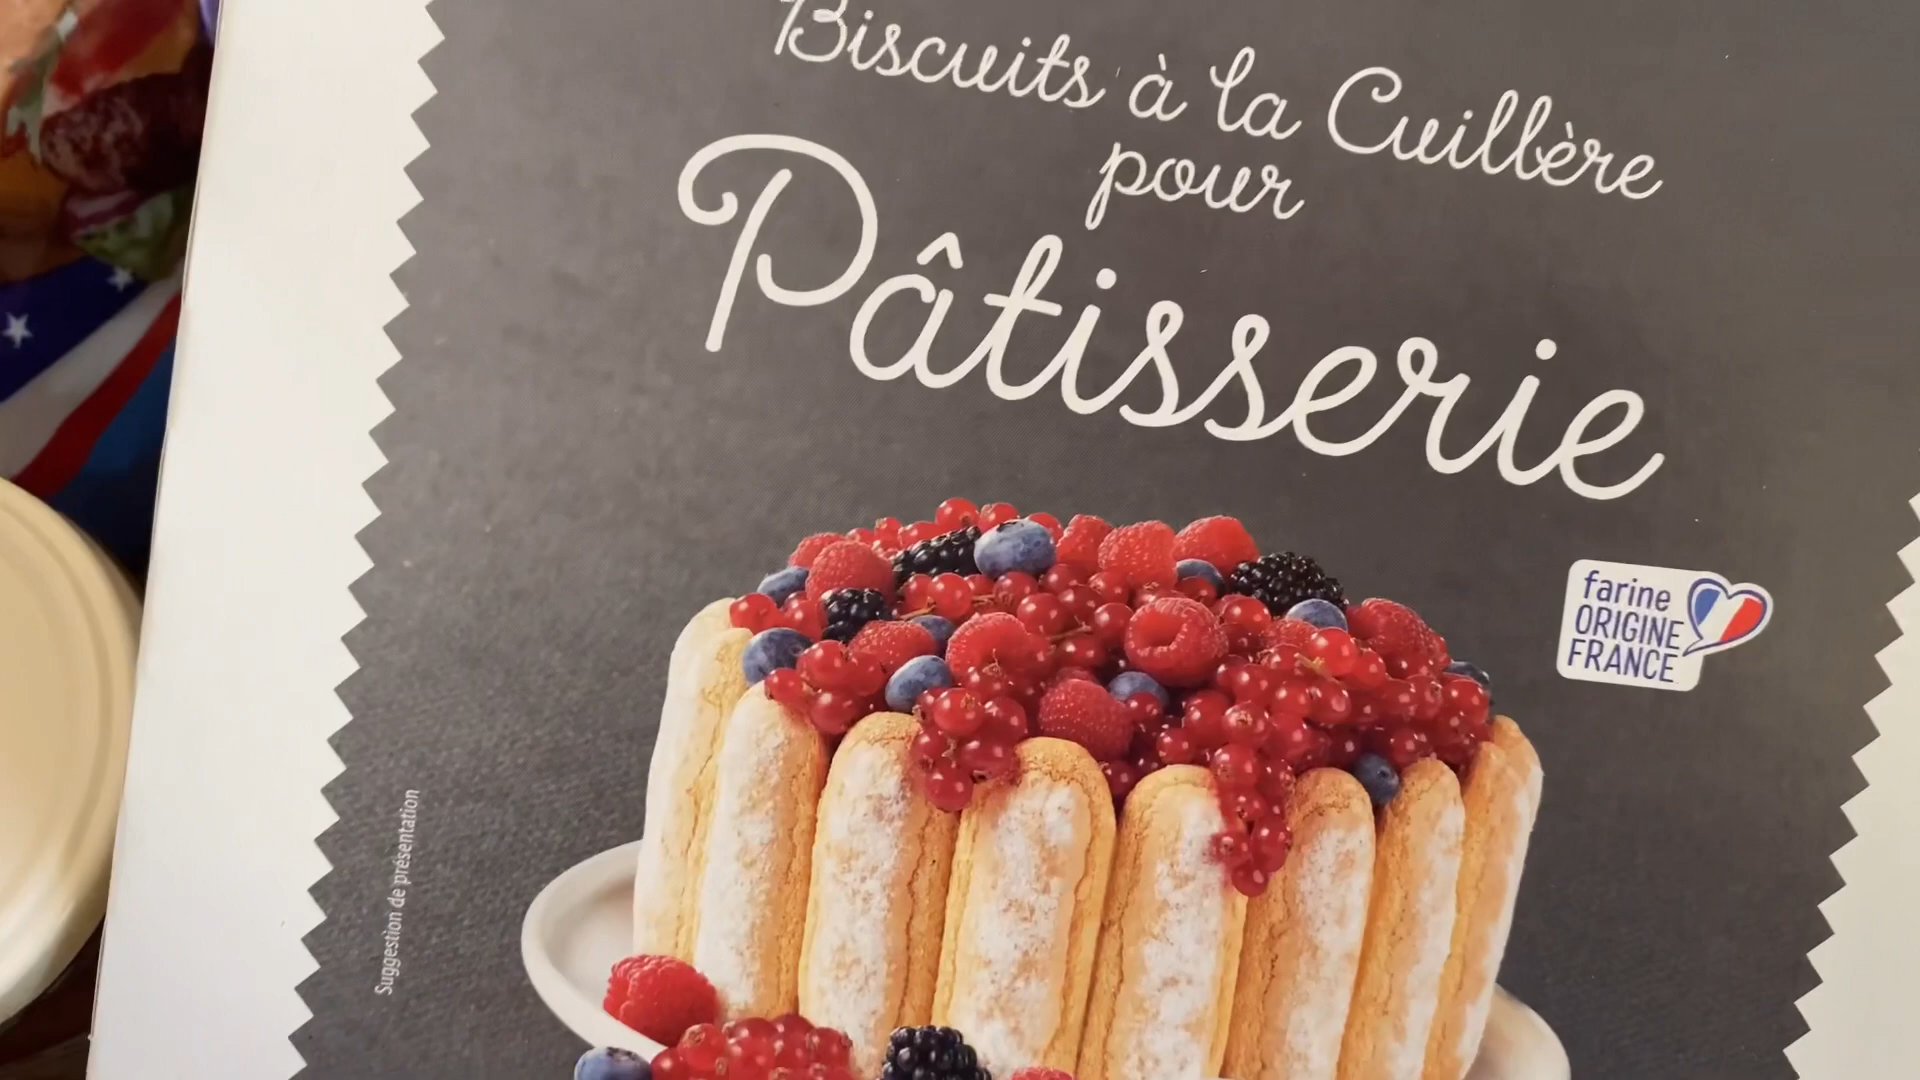 Biscuits à la Cuillère
pour
Pâtisserie
farine
ORIGINE
FRANCE
Suggestion de présentation